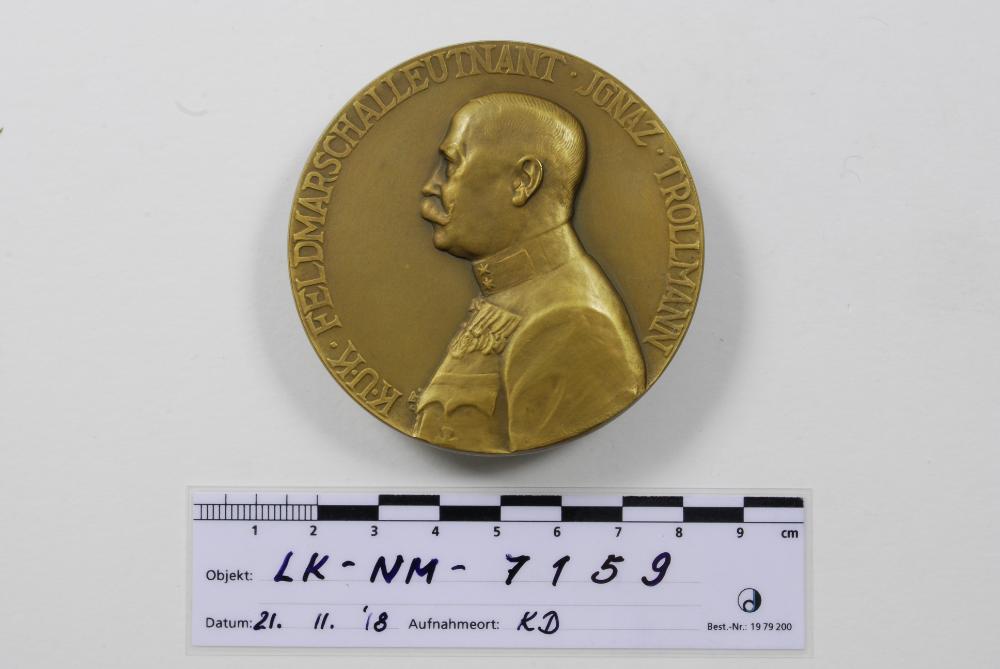 K·U·K· FELDMARSCHALLEUTNANT · JGNAZ · TROLLMANN
1 2 3 4 5 6 7 8 9 cm
Objekt: LK-NM-7159
Datum: 21. 11. '18 Aufnahmeort: KD
Best.-Nr.: 19 79 200